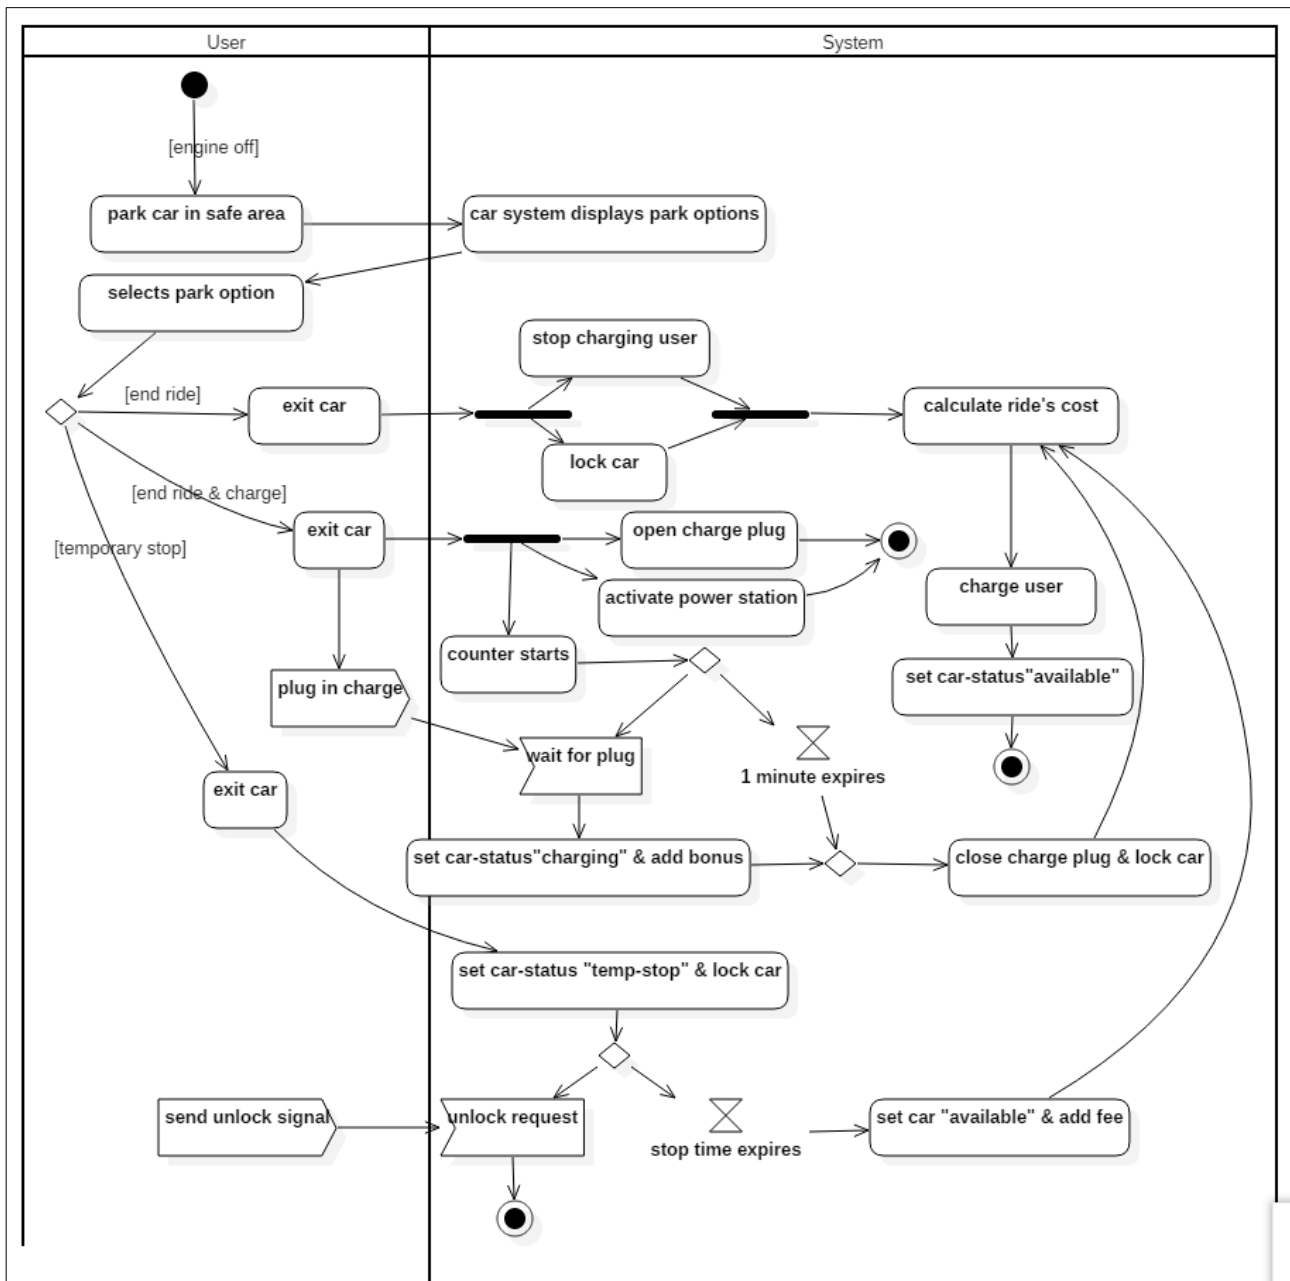 User
System
[engine off]
park car in safe area
car system displays park options
selects park option
stop charging user
[end ride]
exit car
calculate ride's cost
lock car
[end ride & charge]
exit car
open charge plug
[temporary stop]
charge user
activate power station
counter starts
set car-status"available"
plug in charge
wait for plug
1 minute expires
exit car
set car-status"charging" & add bonus
close charge plug & lock car
set car-status "temp-stop" & lock car
send unlock signal
unlock request
set car "available" & add fee
stop time expires